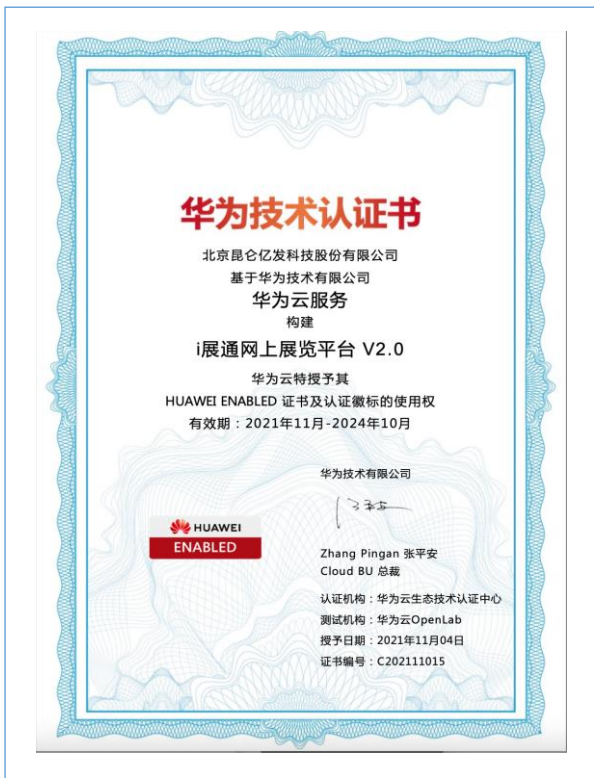 华为技术认证书
北京昆仑亿发科技股份有限公司
基于华为技术有限公司
华为云服务
构建
i展通网上展览平台 V2.0
华为云特授予其
HUAWEI ENABLED 证书及认证徽标的使用权
有效期：2021年11月-2024年10月
华为技术有限公司
HUAWEI
ENABLED
Zhang Pingan 张平安
Cloud BU 总裁
认证机构：华为云生态技术认证中心
测试机构：华为云OpenLab
授予日期：2021年11月04日
证书编号：C202111015